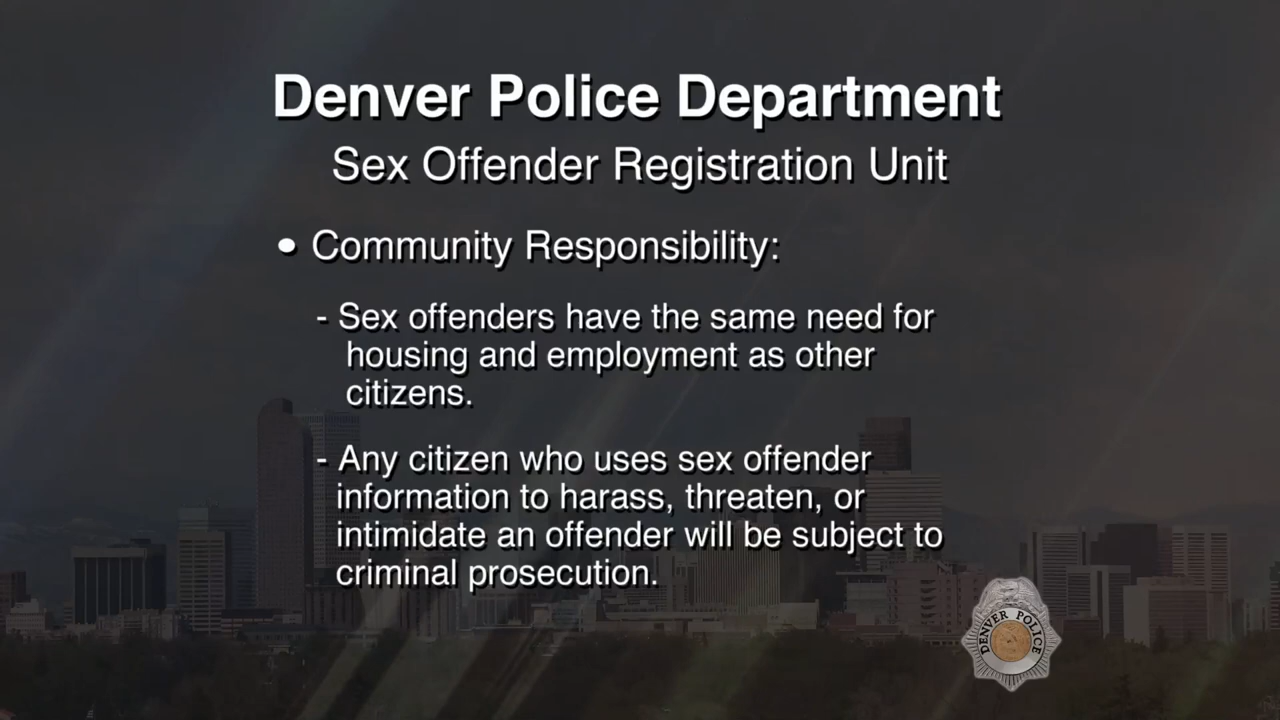 Denver Police Department
Sex Offender Registration Unit
• Community Responsibility:
- Sex offenders have the same need for
housing and employment as other
citizens.
- Any citizen who uses sex offender
information to harass, threaten, or
intimidate an offender will be subject to
criminal prosecution.
DENVER POLICE